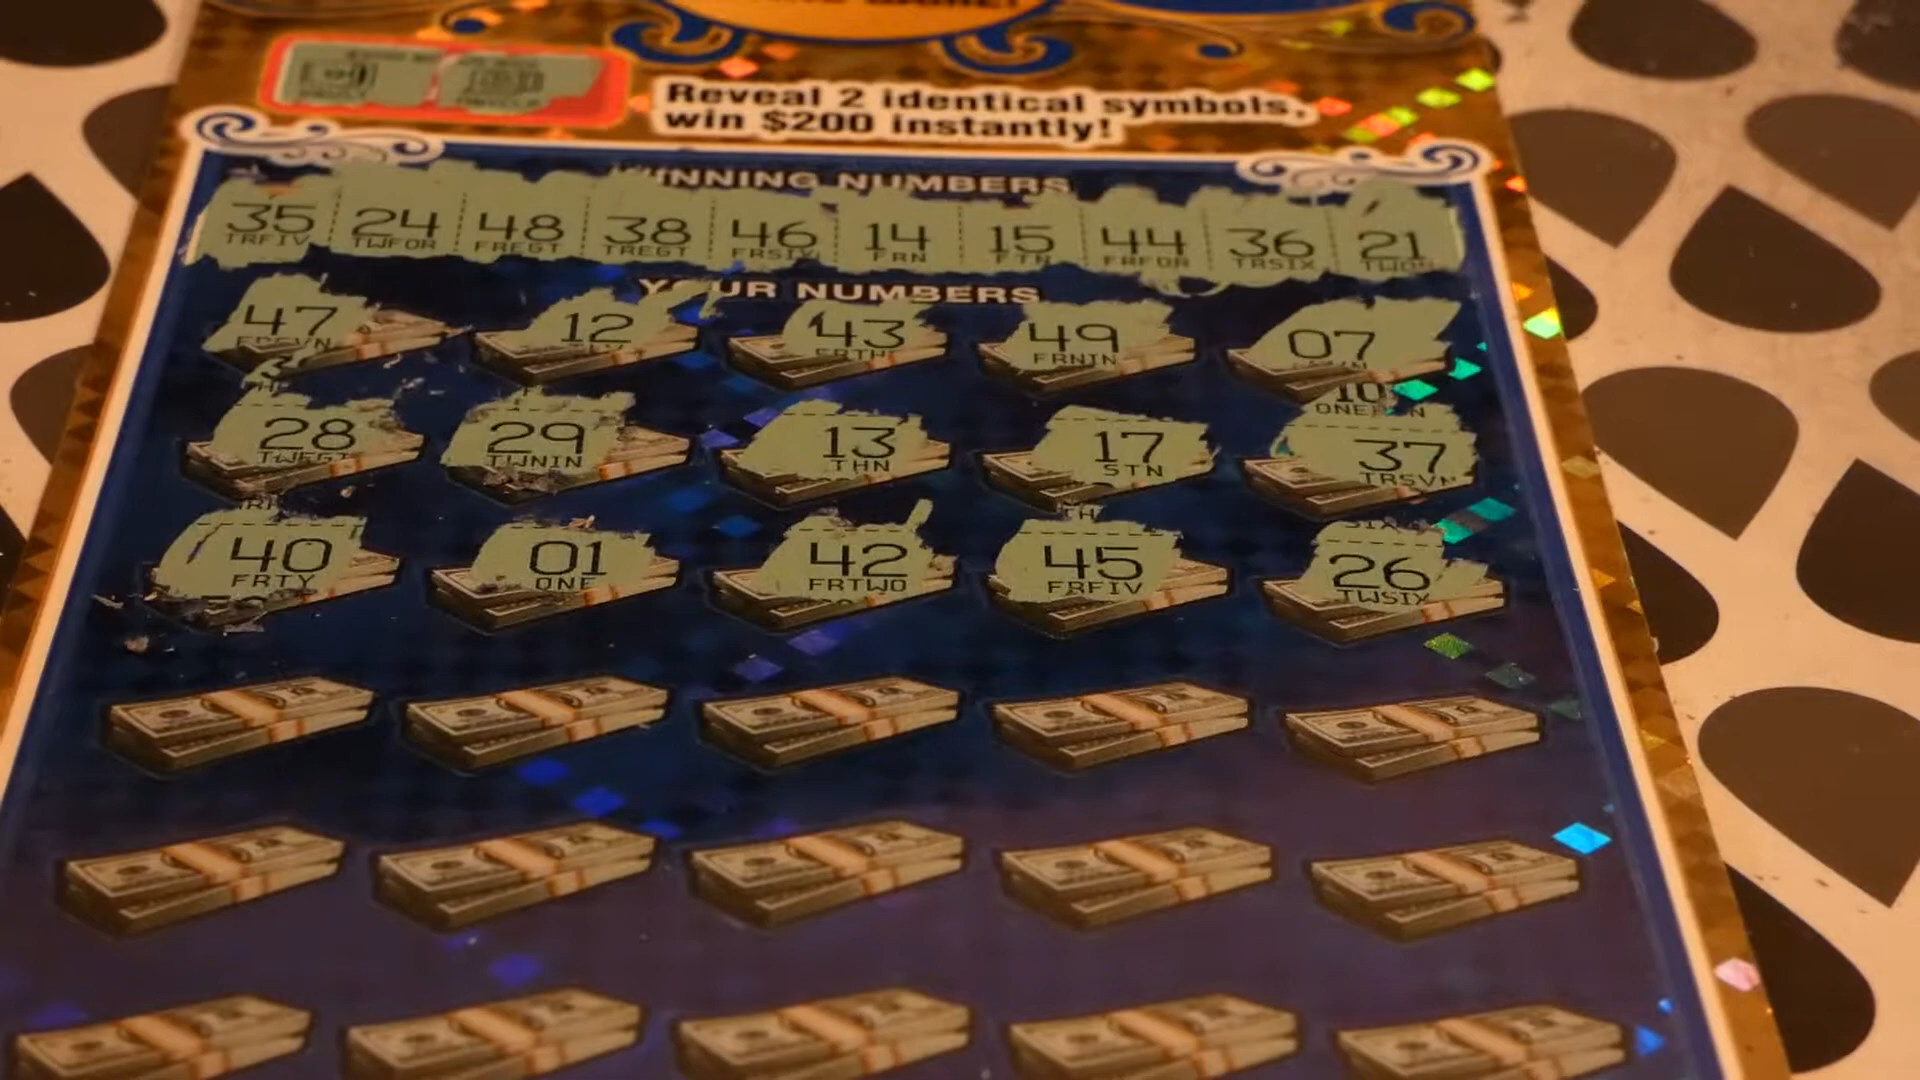 Reveal 2 identical symbols,
win $200 instantly!
WINNING NUMBERS
35 24 48 38 46 14 15 44 36 21
TRFIV TWFOR FREGT TREGT FRSIX FRN FTN FRFOR TRSIX
YOUR NUMBERS
47 12 43 49 07
FRNIN
10
28 29 13 17 37
TWNIN THN STN TRSVN
40 01 42 45 26
FRTY ONE FRTWO FRFIV TWSIX